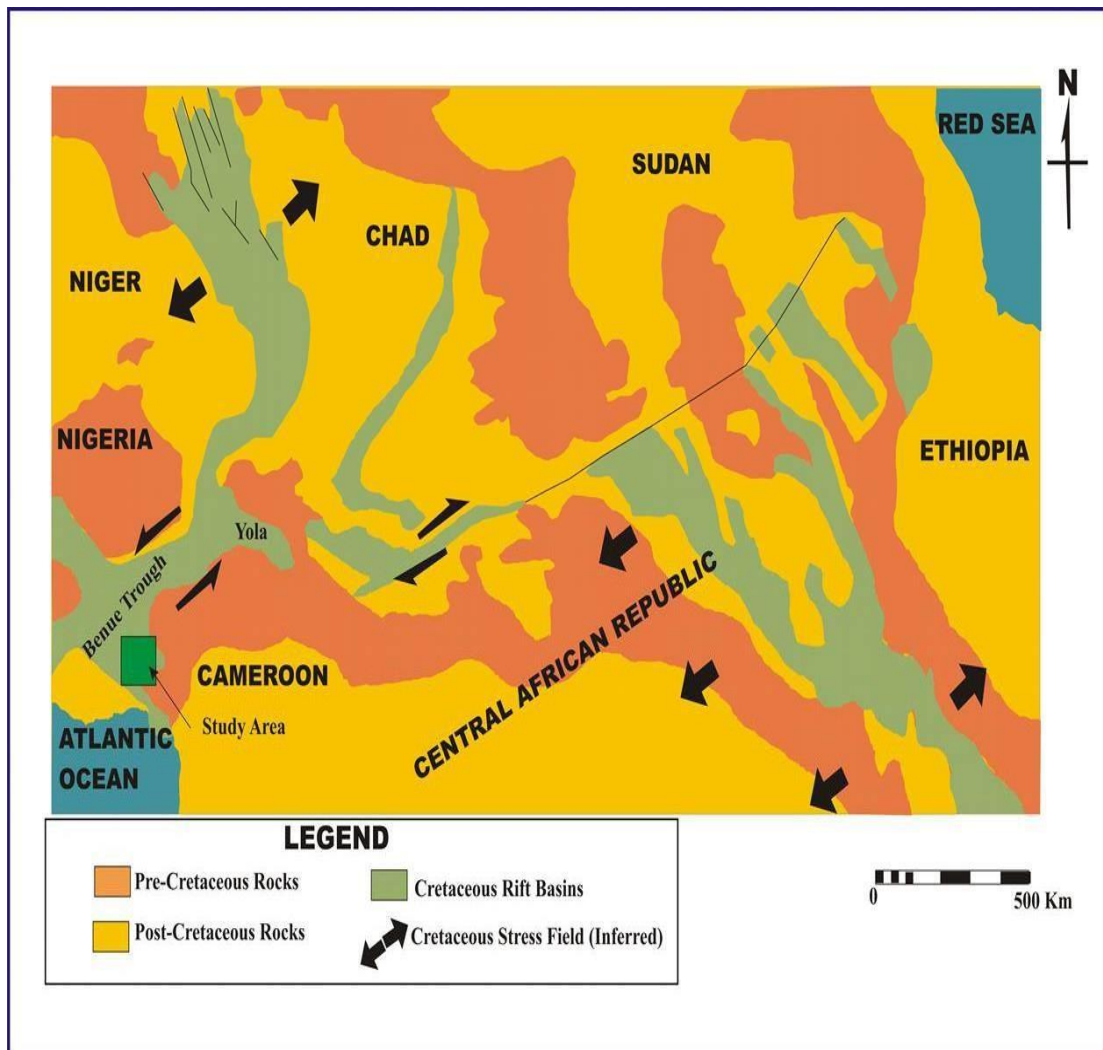 N
RED SEA
SUDAN
CHAD
NIGER
NIGERIA
ETHIOPIA
Yola
Benue Trough
CENTRAL AFRICAN REPUBLIC
CAMEROON
Study Area
ATLANTIC
OCEAN
LEGEND
Pre-Cretaceous Rocks
Cretaceous Rift Basins
Post-Cretaceous Rocks
Cretaceous Stress Field (Inferred)
0 500 Km